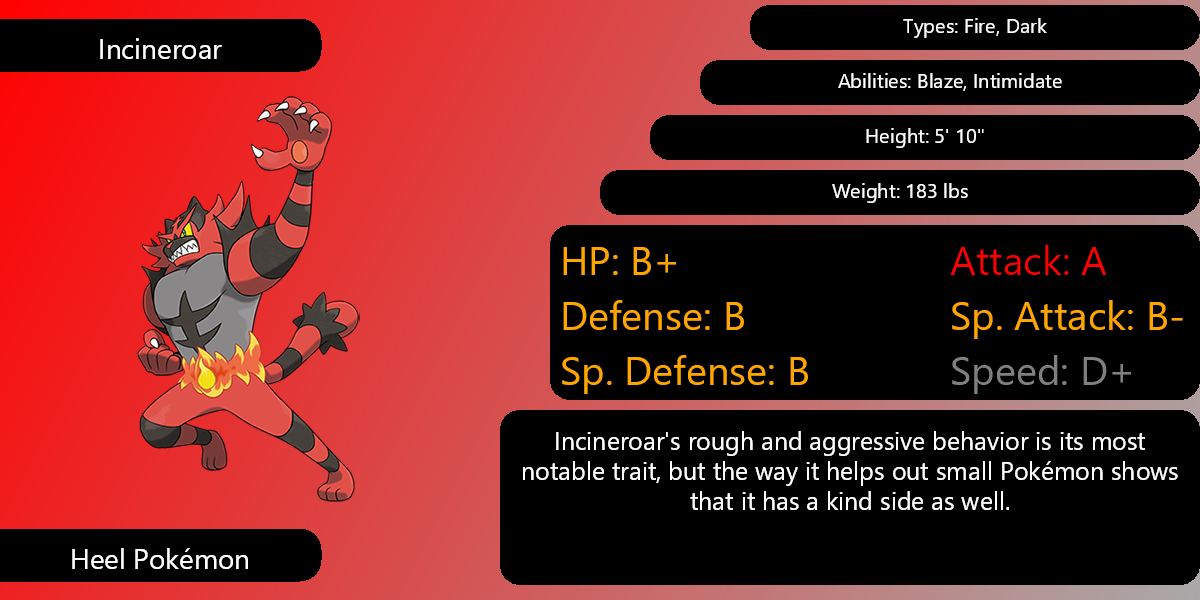 Incineroar
Heel Pokémon
Types: Fire, Dark
Abilities: Blaze, Intimidate
Height: 5' 10"
Weight: 183 lbs
HP: B+
Attack: A
Defense: B
Sp. Attack: B-
Sp. Defense: B
Speed: D+
Incineroar's rough and aggressive behavior is its most
notable trait, but the way it helps out small Pokémon shows
that it has a kind side as well.